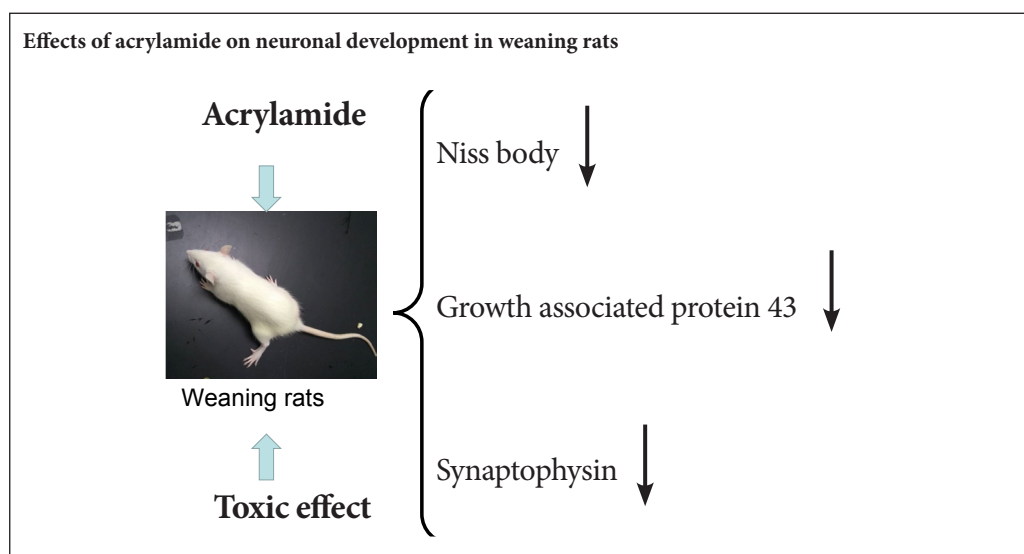 Effects of acrylamide on neuronal development in weaning rats
Acrylamide
Niss body
Growth associated protein 43
Weaning rats
Synaptophysin
Toxic effect